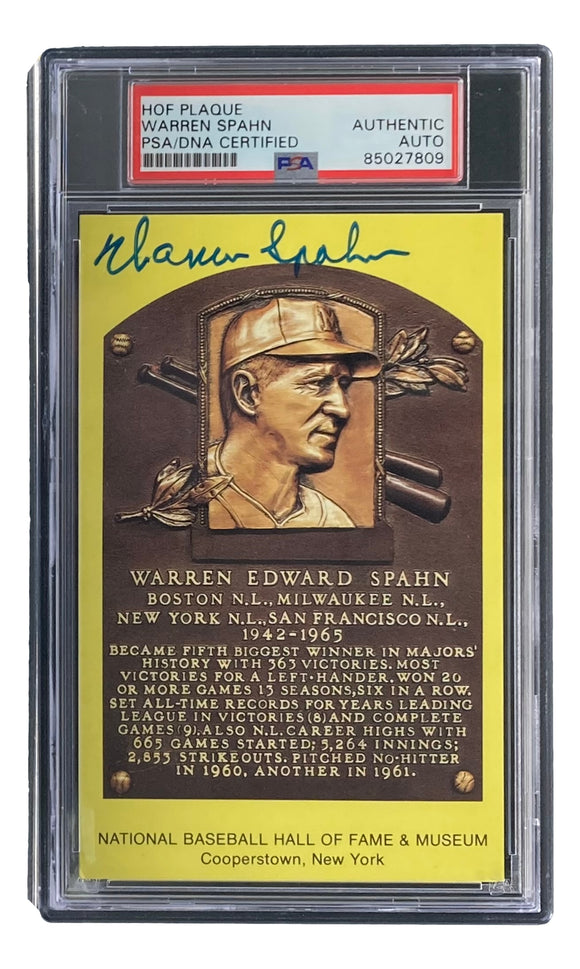 HOF PLAQUE
WARREN SPAHN
PSA/DNA CERTIFIED
AUTHENTIC
AUTO
85027809
PSA
Warren Spahn
M
WARREN EDWARD SPAHN
BOSTON N.L., MILWAUKEE N.L.,
NEW YORK N.L., SAN FRANCISCO N.L.,
1942-1965
BECAME FIFTH BIGGEST WINNER IN MAJORS'
HISTORY WITH 363 VICTORIES. MOST
VICTORIES FOR A LEFT-HANDER. WON 20
OR MORE GAMES 13 SEASONS, SIX IN A ROW.
SET ALL-TIME RECORDS FOR YEARS LEADING
LEAGUE IN VICTORIES (8) AND COMPLETE
GAMES (9). ALSO N.L. CAREER HIGHS WITH
665 GAMES STARTED; 5,264 INNINGS;
2,853 STRIKEOUTS. PITCHED NO-HITTER
IN 1960, ANOTHER IN 1961.
NATIONAL BASEBALL HALL OF FAME & MUSEUM
Cooperstown, New York